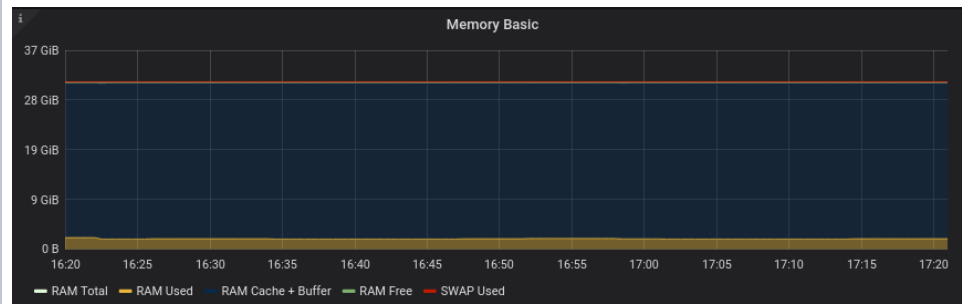 i
Memory Basic
37 GiB
28 GiB
19 GiB
9 GiB
0 B
16:20 16:25 16:30 16:35 16:40 16:45 16:50 16:55 17:00 17:05 17:10 17:15 17:20
RAM Total RAM Used RAM Cache + Buffer RAM Free SWAP Used